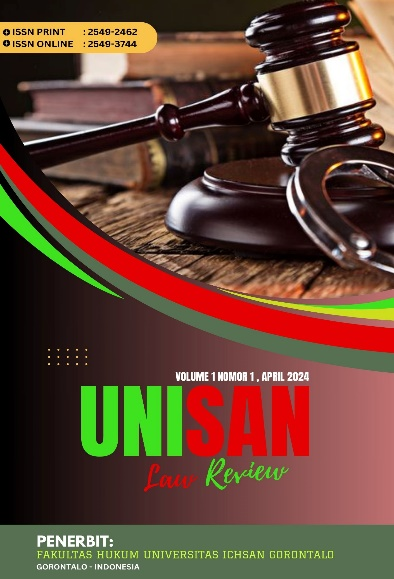 ISSN PRINT : 2549-2462
ISSN ONLINE : 2549-3744
VOLUME 1 NOMOR 1 , APRIL 2024
UNISAN
Law Review
PENERBIT:
FAKULTAS HUKUM UNIVERSITAS ICHSAN GORONTALO
GORONTALO - INDONESIA